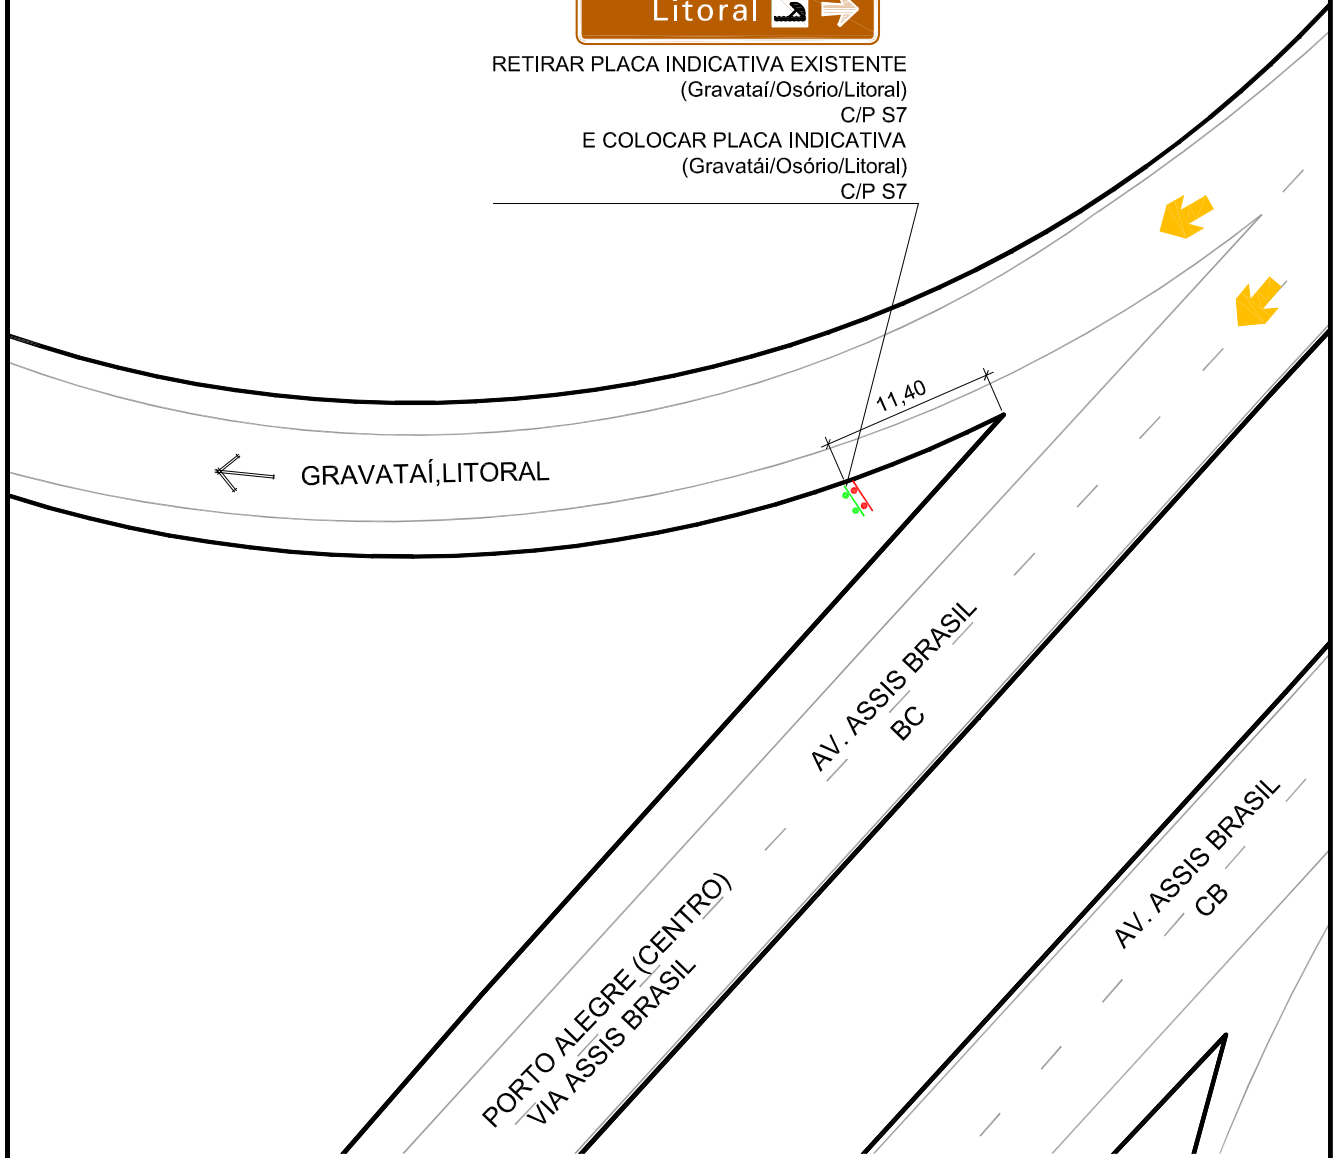 Litoral
RETIRAR PLACA INDICATIVA EXISTENTE
(Gravataí/Osório/Litoral)
C/P S7
E COLOCAR PLACA INDICATIVA
(Gravatái/Osório/Litoral)
C/P S7
11,40
GRAVATAÍ,LITORAL
AV. ASSIS BRASIL
BC
AV. ASSIS BRASIL
CB
PORTO ALEGRE (CENTRO)
VIA ASSIS BRASIL